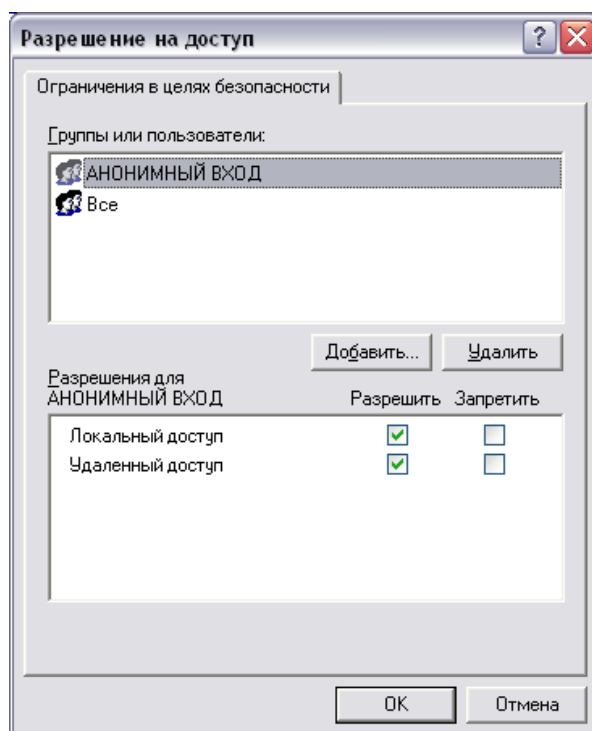 Разрешение на доступ
Ограничения в целях безопасности
Группы или пользователи:
АНОНИМНЫЙ ВХОД
Все
Добавить... Удалить
Разрешения для
АНОНИМНЫЙ ВХОД Разрешить Запретить
Локальный доступ
Удаленный доступ
OK Отмена